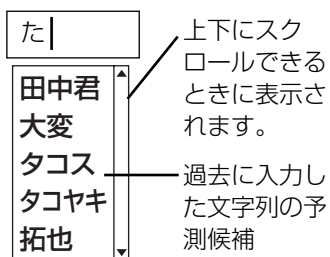 た
田中君
大変
タコス
タコヤキ
拓也
上下にスク
ロールできる
ときに表示さ
れます。
過去に入力し
た文字列の予
測候補